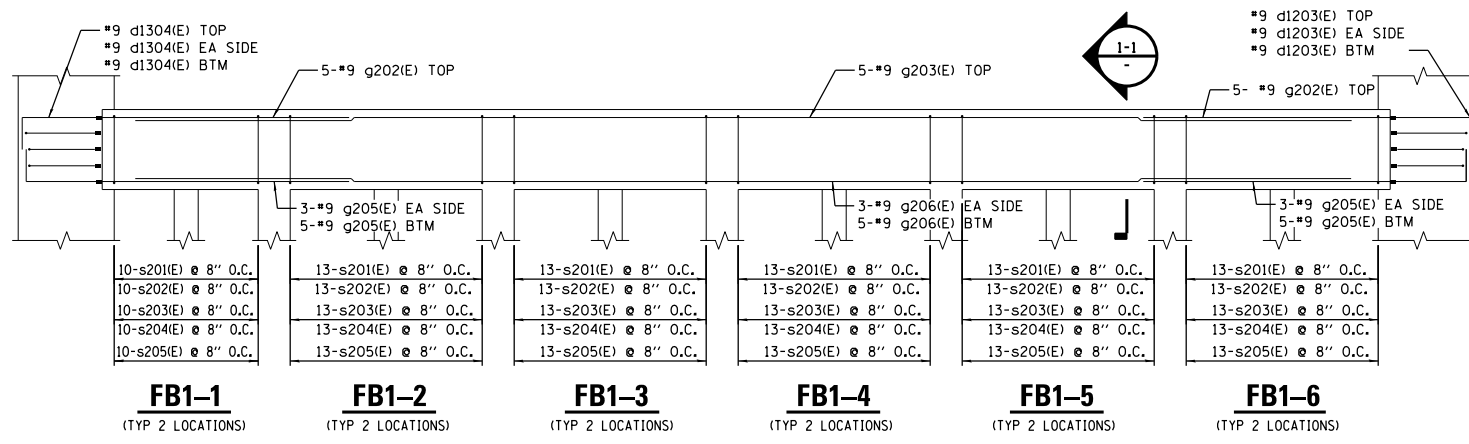 #9 d1304(E) TOP
#9 d1304(E) EA SIDE
#9 d1304(E) BTM
5-#9 g202(E) TOP
5-#9 g203(E) TOP
1-1
-
#9 d1203(E) TOP
#9 d1203(E) EA SIDE
#9 d1203(E) BTM
5- #9 g202(E) TOP
3-#9 g205(E) EA SIDE
5-#9 g205(E) BTM
3-#9 g206(E) EA SIDE
5-#9 g206(E) BTM
3-#9 g205(E) EA SIDE
5-#9 g205(E) BTM
10-s201(E) @ 8'' O.C.
10-s202(E) @ 8'' O.C.
10-s203(E) @ 8'' O.C.
10-s204(E) @ 8'' O.C.
10-s205(E) @ 8'' O.C.
FB1–1
(TYP 2 LOCATIONS)
13-s201(E) @ 8'' O.C.
13-s202(E) @ 8'' O.C.
13-s203(E) @ 8'' O.C.
13-s204(E) @ 8'' O.C.
13-s205(E) @ 8'' O.C.
FB1–2
(TYP 2 LOCATIONS)
13-s201(E) @ 8'' O.C.
13-s202(E) @ 8'' O.C.
13-s203(E) @ 8'' O.C.
13-s204(E) @ 8'' O.C.
13-s205(E) @ 8'' O.C.
FB1–3
(TYP 2 LOCATIONS)
13-s201(E) @ 8'' O.C.
13-s202(E) @ 8'' O.C.
13-s203(E) @ 8'' O.C.
13-s204(E) @ 8'' O.C.
13-s205(E) @ 8'' O.C.
FB1–4
(TYP 2 LOCATIONS)
13-s201(E) @ 8'' O.C.
13-s202(E) @ 8'' O.C.
13-s203(E) @ 8'' O.C.
13-s204(E) @ 8'' O.C.
13-s205(E) @ 8'' O.C.
FB1–5
(TYP 2 LOCATIONS)
13-s201(E) @ 8'' O.C.
13-s202(E) @ 8'' O.C.
13-s203(E) @ 8'' O.C.
13-s204(E) @ 8'' O.C.
13-s205(E) @ 8'' O.C.
FB1–6
(TYP 2 LOCATIONS)